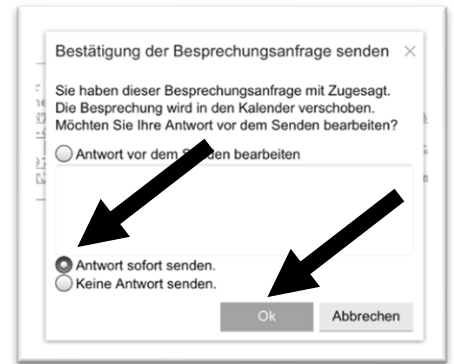 Bestätigung der Besprechungsanfrage senden ×
Sie haben dieser Besprechungsanfrage mit Zugesagt.
Die Besprechung wird in den Kalender verschoben.
Möchten Sie Ihre Antwort vor dem Senden bearbeiten?
Antwort vor dem Senden bearbeiten
Antwort sofort senden.
Keine Antwort senden.
Ok Abbrechen